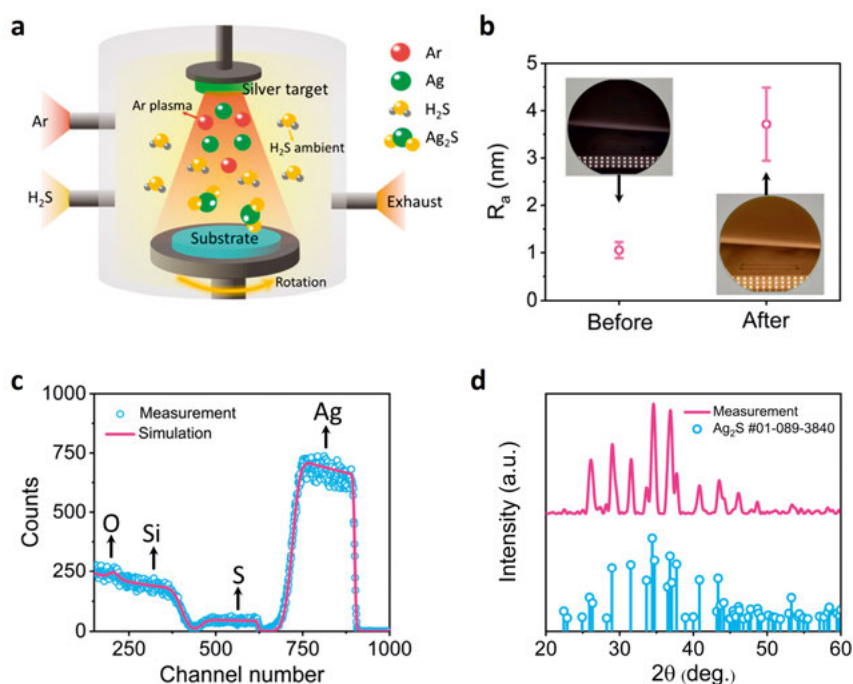 a
Ar
H₂S
Ar plasma
Silver target
H₂S ambient
Substrate
Rotation
Exhaust
Ar
Ag
H₂S
Ag₂S
b
Rₐ (nm)
5
4
3
2
1
0
Before
After
c
Counts
1000
750
500
250
0
O
Si
S
Ag
Measurement
Simulation
250
500
750
1000
Channel number
d
Intensity (a.u.)
Measurement
Ag₂S #01-089-3840
20
30
40
50
60
2θ (deg.)